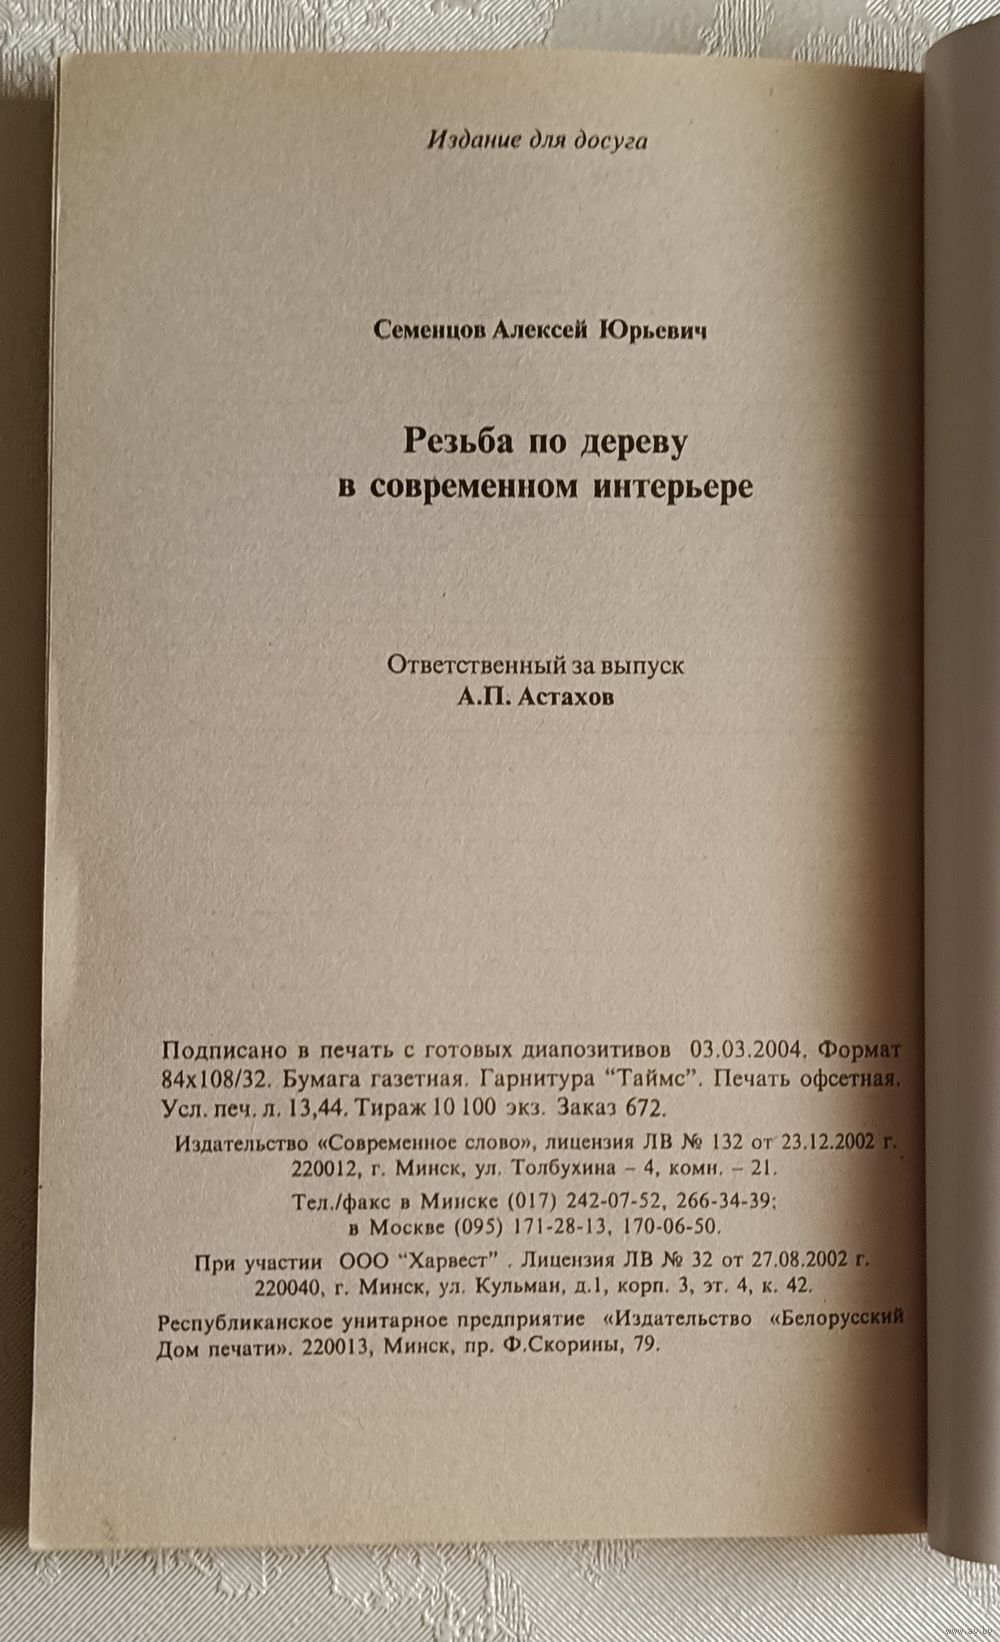 Издание для досуга
Семенцов Алексей Юрьевич
Резьба по дереву
в современном интерьере
Ответственный за выпуск
А.П. Астахов
Подписано в печать с готовых диапозитивов 03.03.2004. Формат
84x108/32. Бумага газетная. Гарнитура “Таймс”. Печать офсетная.
Усл. печ. л. 13,44. Тираж 10 100 экз. Заказ 672.
Издательство «Современное слово», лицензия ЛВ № 132 от 23.12.2002 г.
220012, г. Минск, ул. Толбухина – 4, комн. – 21.
Тел./факс в Минске (017) 242-07-52, 266-34-39;
в Москве (095) 171-28-13, 170-06-50.
При участии ООО “Харвест” . Лицензия ЛВ № 32 от 27.08.2002 г.
220040, г. Минск, ул. Кульман, д.1, корп. 3, эт. 4, к. 42.
Республиканское унитарное предприятие «Издательство «Белорусский
Дом печати». 220013, Минск, пр. Ф.Скорины, 79.
www.ay.by